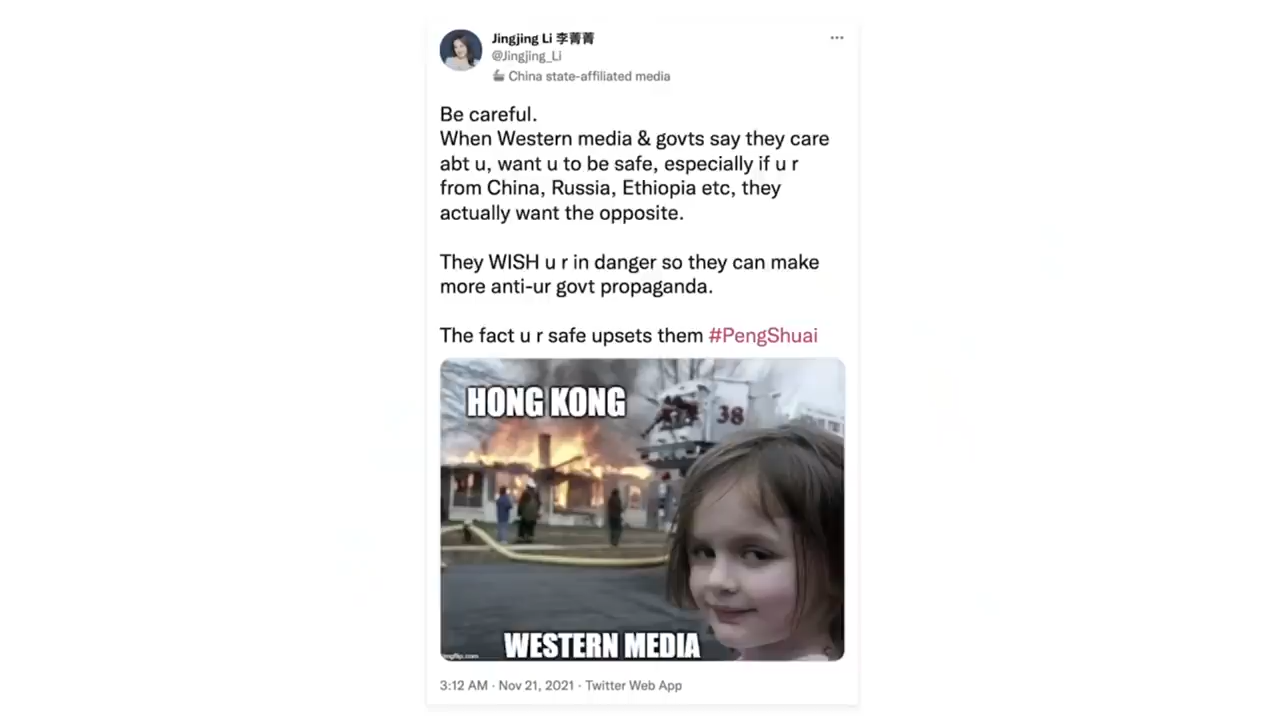 Jingjing Li 李菁菁
@Jingjing_Li
China state-affiliated media
Be careful.
When Western media & govts say they care
abt u, want u to be safe, especially if u r
from China, Russia, Ethiopia etc, they
actually want the opposite.
They WISH u r in danger so they can make
more anti-ur govt propaganda.
The fact u r safe upsets them #PengShuai
HONG KONG
38
WESTERN MEDIA
imgflip.com
3:12 AM · Nov 21, 2021 · Twitter Web App